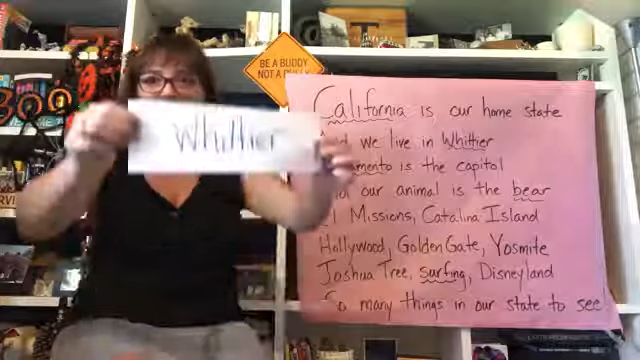 BOO
BE A BUDDY
NOT A BULLY
Whittier
California is our home state
And we live in Whittier
is the capitol
our animal is the bear
21 Missions, Catalina Island
Hollywood, Golden Gate, Yosmite
Joshua Tree, surfing, Disneyland
So many things in our state to see